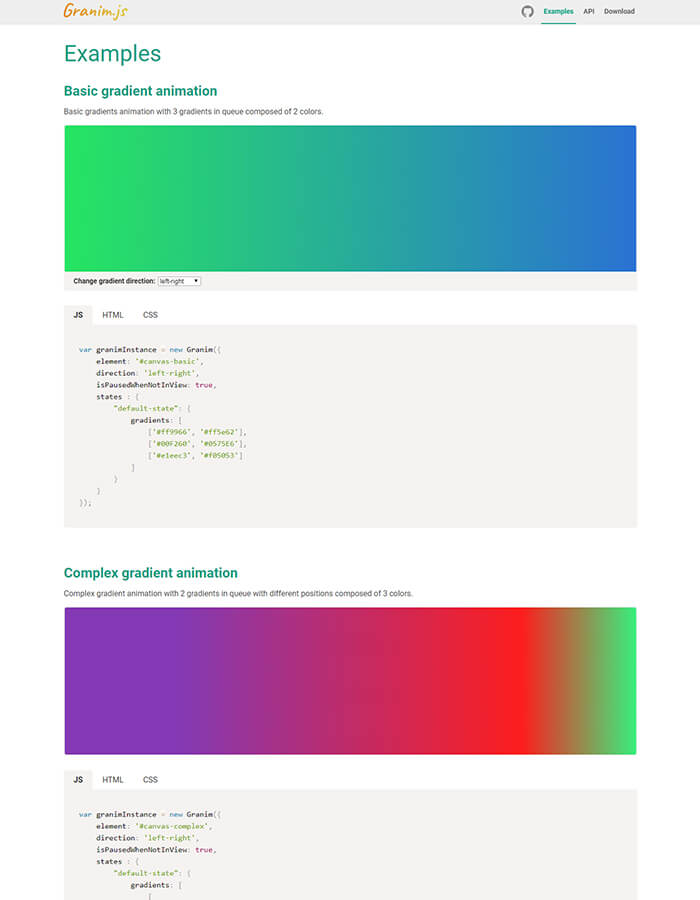 Granim.js
Examples API Download
Examples
Basic gradient animation
Basic gradients animation with 3 gradients in queue composed of 2 colors.
Change gradient direction: left-right
JS HTML CSS
var granimInstance = new Granim({
element: '#canvas-basic',
direction: 'left-right',
isPausedWhenNotInView: true,
states : {
"default-state": {
gradients: [
['#ff9966', '#ff5e62'],
['#00F260', '#0575E6'],
['#e1eec3', '#f05053']
]
}
}
});
Complex gradient animation
Complex gradient animation with 2 gradients in queue with different positions composed of 3 colors.
JS HTML CSS
var granimInstance = new Granim({
element: '#canvas-complex',
direction: 'left-right',
isPausedWhenNotInView: true,
states : {
"default-state": {
gradients: [
[